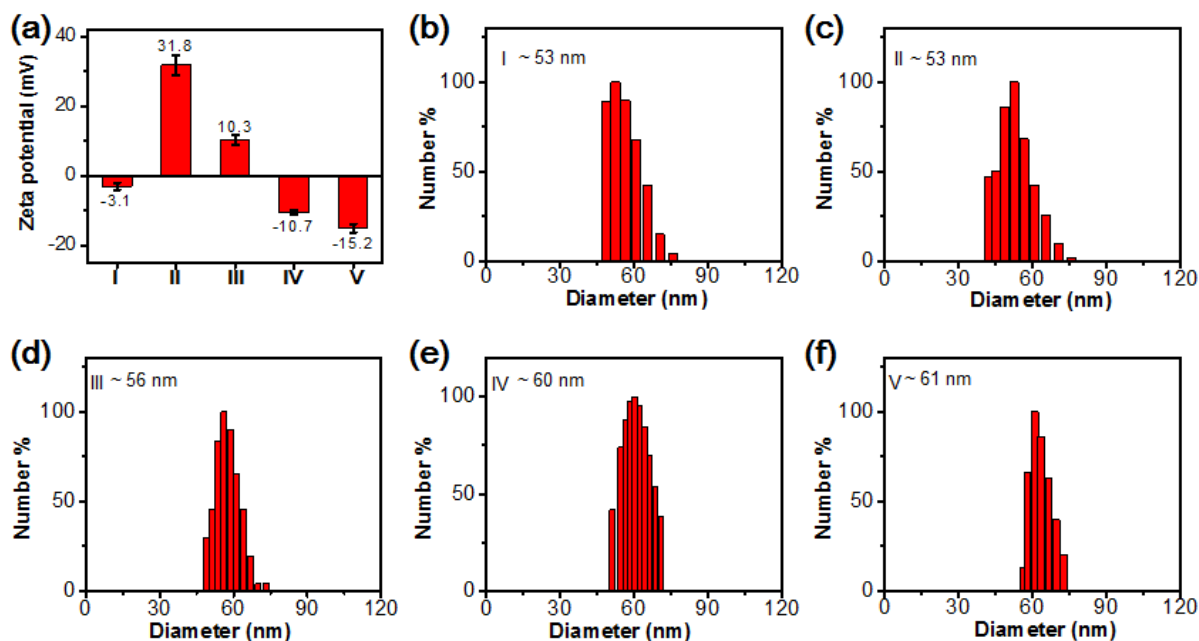 (a)
Zeta potential (mV)
40
20
0
-20
-3.1
31.8
10.3
-10.7
-15.2
I II III IV V
(b)
I ~ 53 nm
Number %
100
50
0
0 30 60 90 120
Diameter (nm)
(c)
II ~ 53 nm
Number %
100
50
0
0 30 60 90 120
Diameter (nm)
(d)
III ~ 56 nm
Number %
100
50
0
0 30 60 90 120
Diameter (nm)
(e)
IV ~ 60 nm
Number %
100
50
0
0 30 60 90 120
Diameter (nm)
(f)
V ~ 61 nm
Number %
100
50
0
0 30 60 90 120
Diameter (nm)